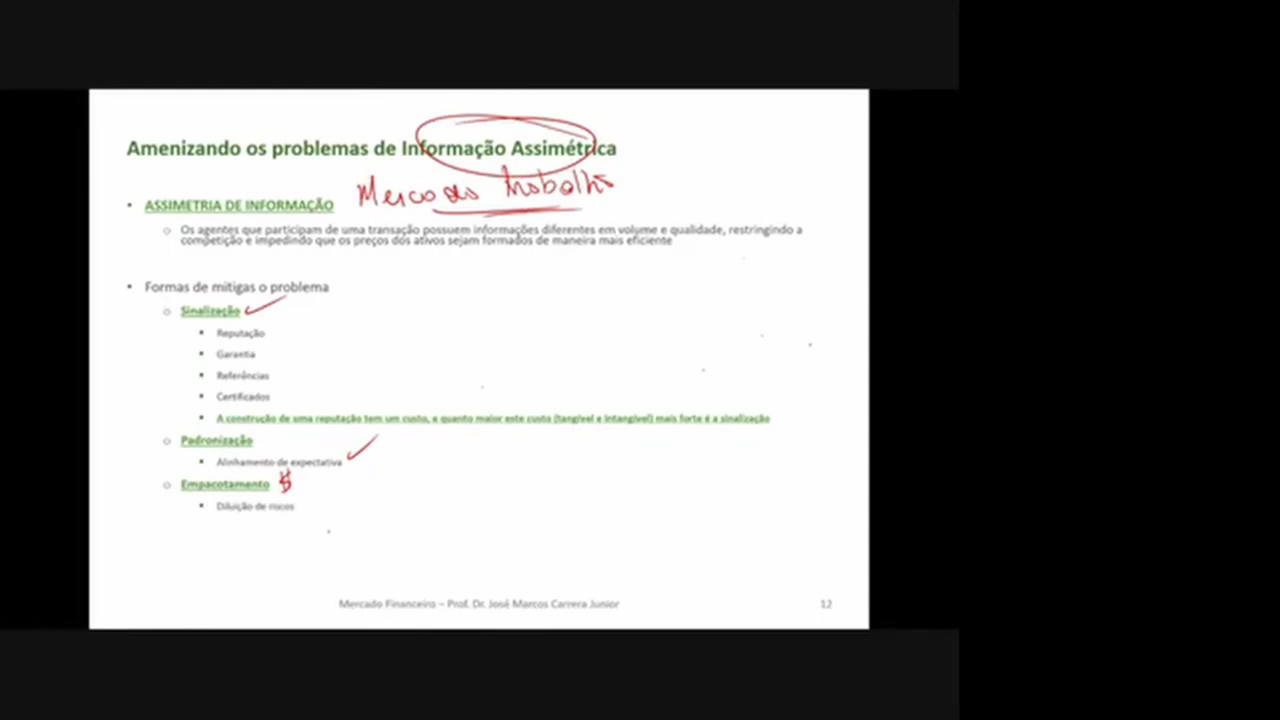 Amenizando os problemas de Informação Assimétrica
Mercado trabalho
• ASSIMETRIA DE INFORMAÇÃO
o Os agentes que participam de uma transação possuem informações diferentes em volume e qualidade, restringindo a
competição e impedindo que os preços dos ativos sejam formados de maneira mais eficiente
• Formas de mitigas o problema
o Sinalização
▪ Reputação
▪ Garantia
▪ Referências
▪ Certificados
▪ A construção de uma reputação tem um custo, e quanto maior este custo (tangível e intangível) mais forte é a sinalização
o Padronização
▪ Alinhamento de expectativa
o Empacotamento $
▪ Diluição de riscos
Mercado Financeiro – Prof. Dr. José Marcos Carrera Junior 12